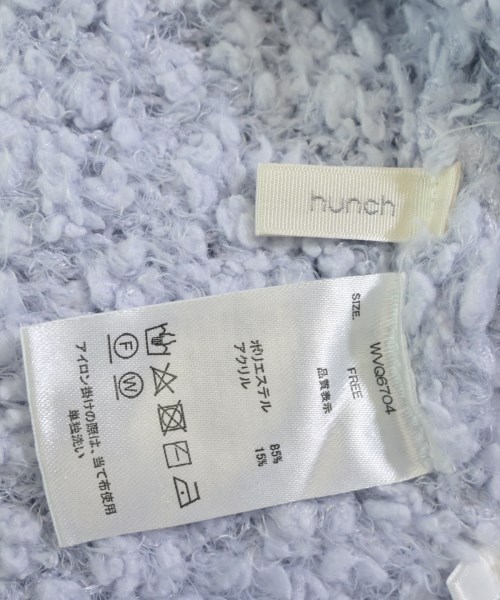 hunch
WVQ6704
SIZE. FREE
品質表示
ポリエステル 85%
アクリル 15%
F W
アイロン掛けの際は、当て布使用
単独洗い